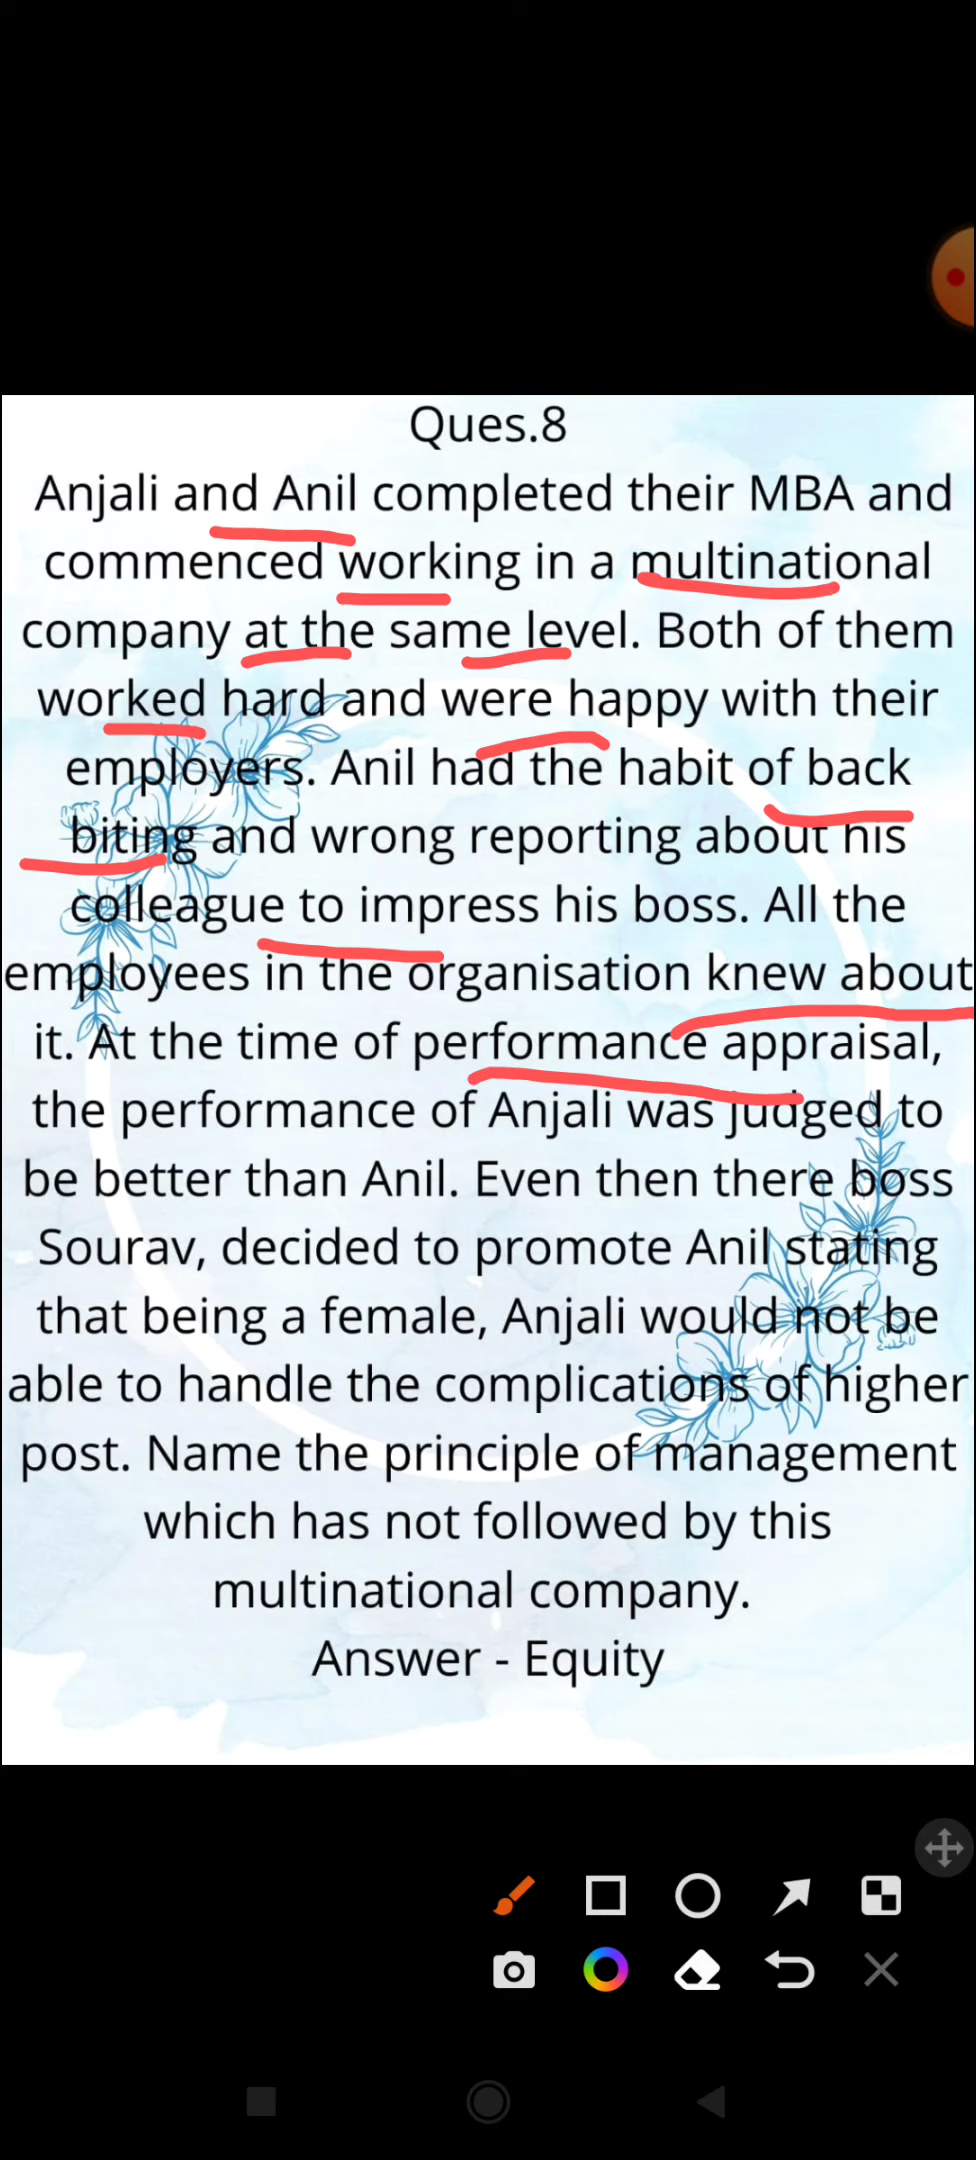 Ques.8
Anjali and Anil completed their MBA and
commenced working in a multinational
company at the same level. Both of them
worked hard and were happy with their
employers. Anil had the habit of back
biting and wrong reporting about his
colleague to impress his boss. All the
employees in the organisation knew about
it. At the time of performance appraisal,
the performance of Anjali was judged to
be better than Anil. Even then there boss
Sourav, decided to promote Anil stating
that being a female, Anjali would not be
able to handle the complications of higher
post. Name the principle of management
which has not followed by this
multinational company.
Answer - Equity